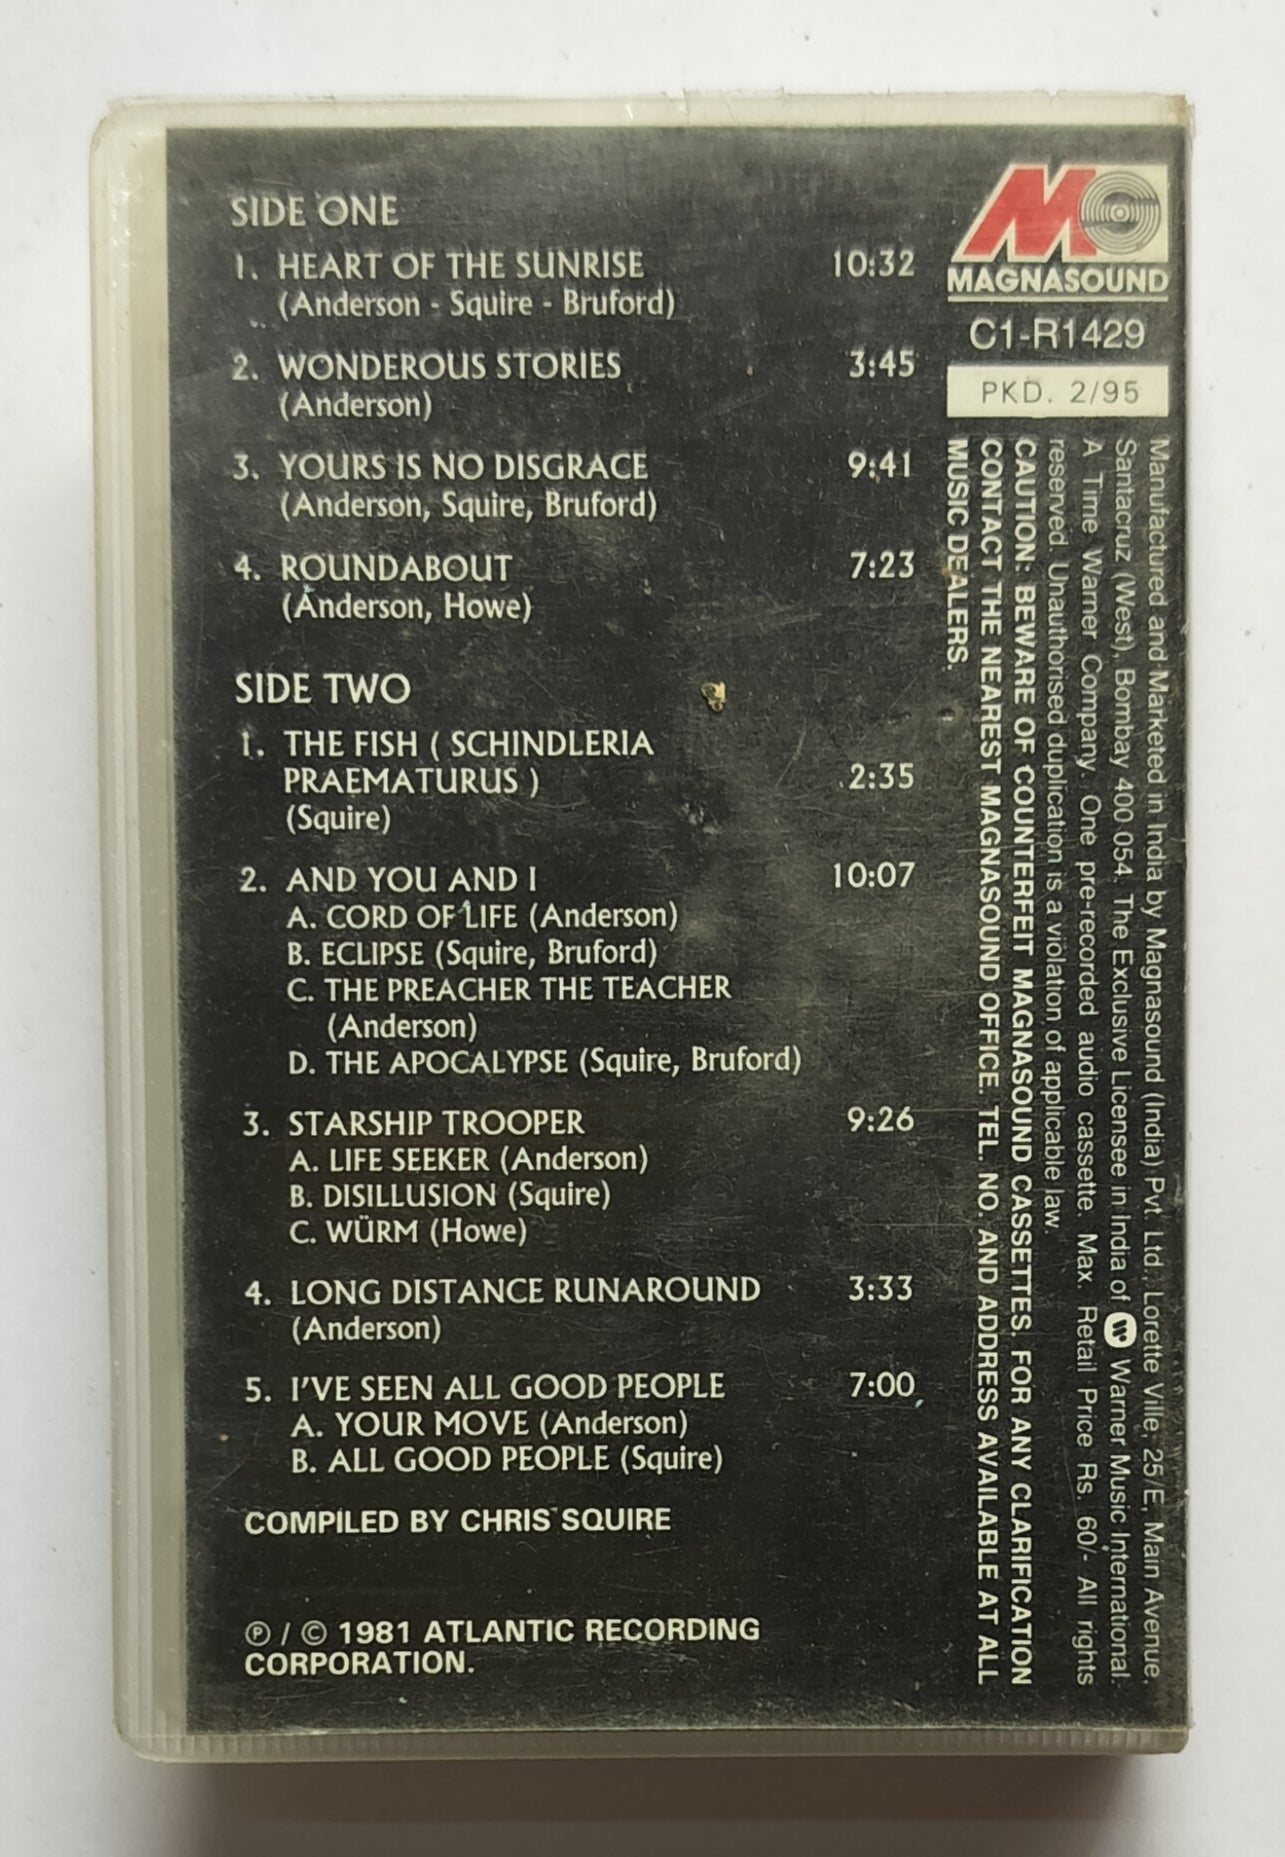 SIDE ONE
1. HEART OF THE SUNRISE 10:32
(Anderson - Squire - Bruford)
2. WONDEROUS STORIES 3:45
(Anderson)
3. YOURS IS NO DISGRACE 9:41
(Anderson, Squire, Bruford)
4. ROUNDABOUT 7:23
(Anderson, Howe)
SIDE TWO
1. THE FISH ( SCHINDLERIA
PRAEMATURUS ) 2:35
(Squire)
2. AND YOU AND I 10:07
A. CORD OF LIFE (Anderson)
B. ECLIPSE (Squire, Bruford)
C. THE PREACHER THE TEACHER
(Anderson)
D. THE APOCALYPSE (Squire, Bruford)
3. STARSHIP TROOPER 9:26
A. LIFE SEEKER (Anderson)
B. DISILLUSION (Squire)
C. WÜRM (Howe)
4. LONG DISTANCE RUNAROUND 3:33
(Anderson)
5. I'VE SEEN ALL GOOD PEOPLE 7:00
A. YOUR MOVE (Anderson)
B. ALL GOOD PEOPLE (Squire)
COMPILED BY CHRIS SQUIRE
℗ / © 1981 ATLANTIC RECORDING
CORPORATION.
MAGNASOUND
C1-R1429
PKD. 2/95
Manufactured and Marketed in India by Magnasound (India) Pvt. Ltd., Lorette Ville, 25/E, Main Avenue,
Santacruz (West), Bombay 400 054. The Exclusive Licensee in India of Warner Music International.
A Time Warner Company. One pre-recorded audio cassette. Max. Retail Price Rs. 60/- All rights
reserved. Unauthorised duplication is a violation of applicable law.
CAUTION: BEWARE OF COUNTERFEIT MAGNASOUND CASSETTES. FOR ANY CLARIFICATION
CONTACT THE NEAREST MAGNASOUND OFFICE. TEL. NO. AND ADDRESS AVAILABLE AT ALL
MUSIC DEALERS.